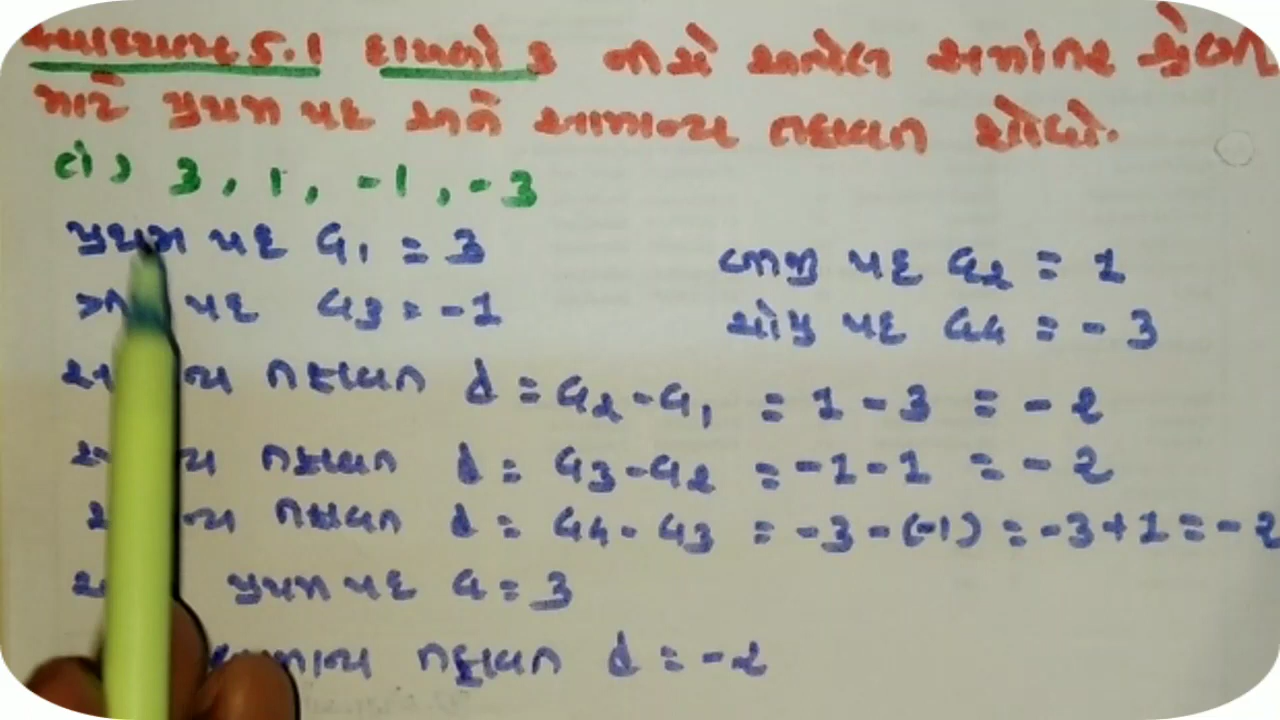 સ્વાધ્યાય 5.1 દાખલો 3 નીચે આપેલ સમાંતર શ્રેણી
માટે પ્રથમ પદ અને સામાન્ય તફાવત શોધો.
3, 1, -1, -3
પ્રથમ પદ a₁ = 3 બીજુ પદ a₂ = 1
પદ a3 = -1 ચોથુ પદ a4 = -3
તફાવત d = a₂ - a₁ = 1 - 3 = -2
તફાવત d = a3 - a2 = -1 - 1 = -2
તફાવત d = a4 - a3 = -3 - (-1) = -3 + 1 = -2
પ્રથમ પદ a = 3
સામાન્ય તફાવત d = -2